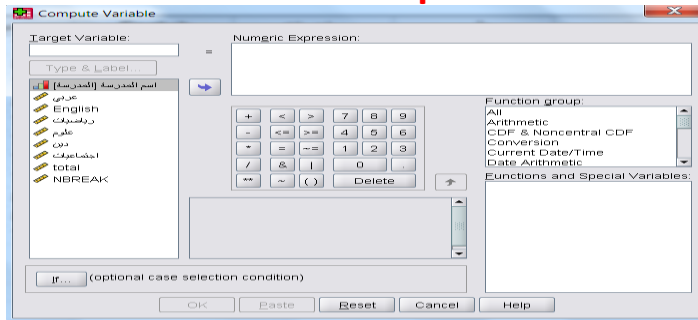 Compute Variable
Target Variable:
=
Numeric Expression:
Type & Label...
اسم المدرسة [المدرسة]
عربي
English
رياضيات
علوم
دين
اجتماعيات
total
NBREAK
+ < > 7 8 9
- <= >= 4 5 6
* = ~= 1 2 3
/ & | 0 .
** ~ ( ) Delete
Function group:
All
Arithmetic
CDF & Noncentral CDF
Conversion
Current Date/Time
Date Arithmetic
Functions and Special Variables:
If... (optional case selection condition)
OK Paste Reset Cancel Help